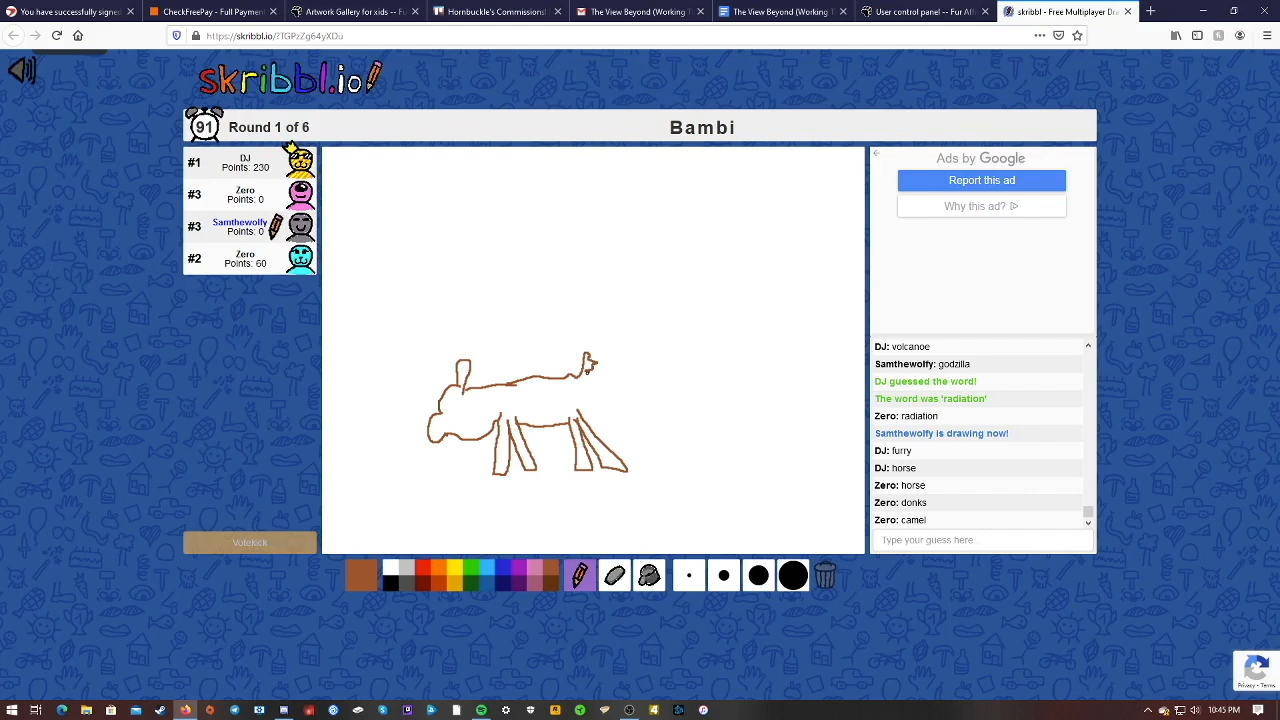 You have successfully signed
CheckFreePay - Full Payment
Artwork Gallery for kids -- Fur
Hornbuckle's Commissions!
The View Beyond (Working T
The View Beyond (Working T
User control panel -- Fur Aff
skribbl - Free Multiplayer Dra
https://skribbl.io/?TGPzZg64yXDu
skribbl.io
91
Round 1 of 6
Bambi
#1
DJ
Points: 230
#3
Zero
Points: 0
#3
Samthewolfy
Points: 0
#2
Zero
Points: 60
Votekick
Ads by Google
Report this ad
Why this ad?
DJ: volcanoe
Samthewolfy: godzilla
DJ guessed the word!
The word was 'radiation'
Zero: radiation
Samthewolfy is drawing now!
DJ: furry
DJ: horse
Zero: horse
Zero: donks
Zero: camel
Type your guess here...
Privacy - Terms
10:45 PM